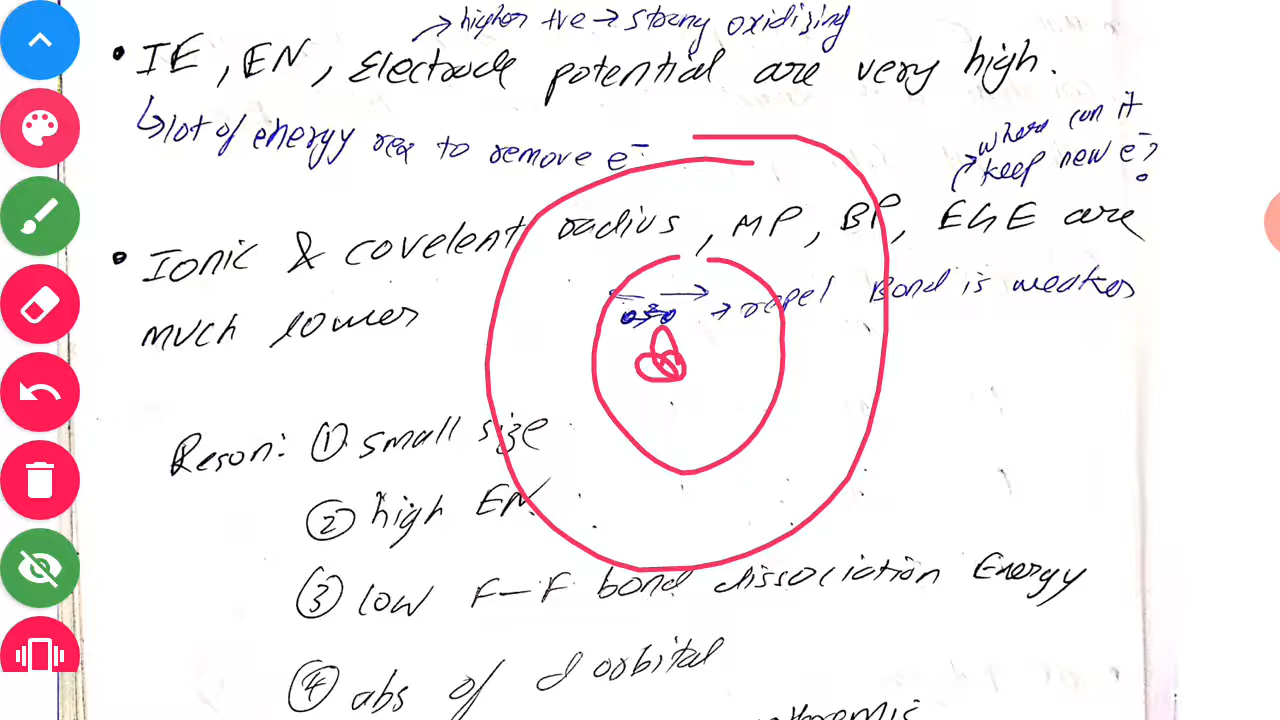 → higher +ve → strong oxidizing
• IE, EN, Electrode potential are very high.
↳ lot of energy req to remove e⁻
→ where can it keep new e⁻?
• Ionic & covelent radius, MP, BP, EGE are
much lower
→ repel Bond is weaker
Reson: ① small size
② high EN
③ low F–F bond dissociation Energy
④ abs of d orbital